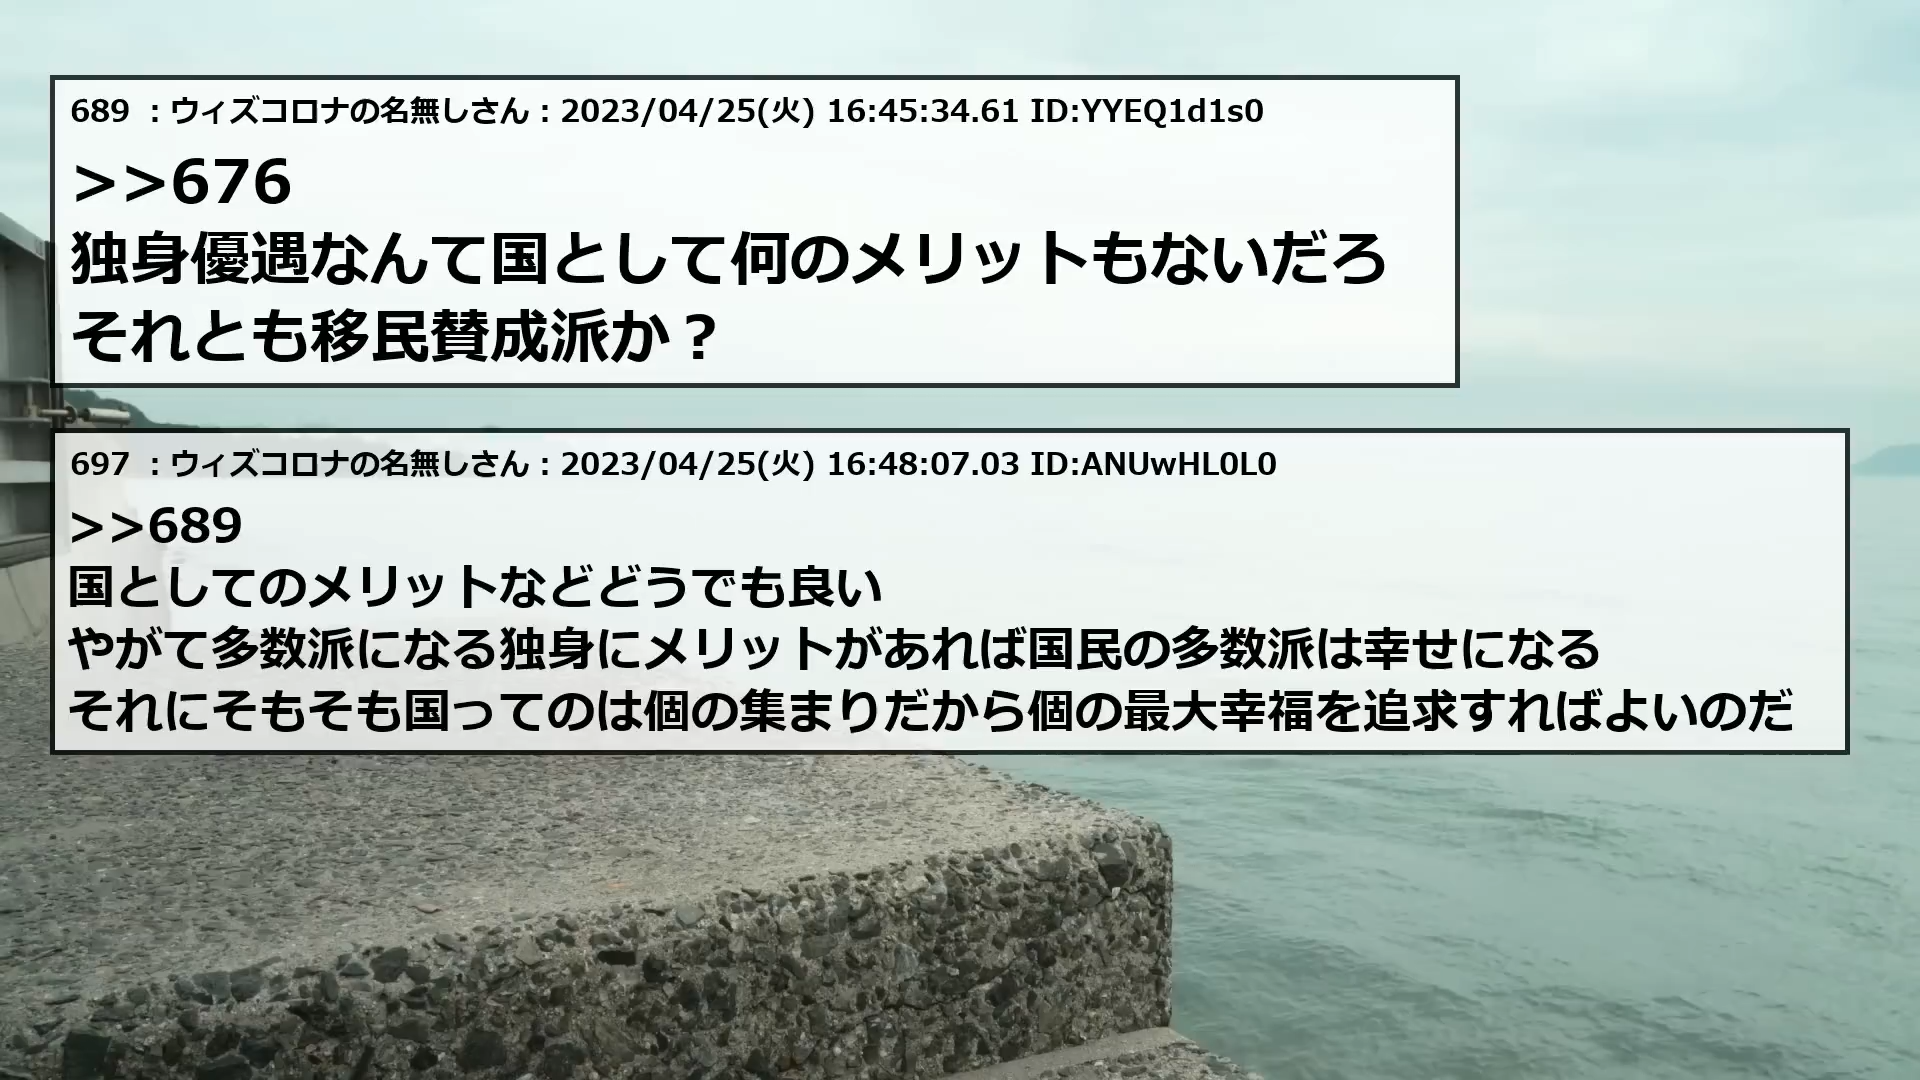 689 ：ウィズコロナの名無しさん：2023/04/25(火) 16:45:34.61 ID:YYEQ1d1s0
>>676
独身優遇なんて国として何のメリットもないだろ
それとも移民賛成派か？
697 ：ウィズコロナの名無しさん：2023/04/25(火) 16:48:07.03 ID:ANUwHL0L0
>>689
国としてのメリットなどどうでも良い
やがて多数派になる独身にメリットがあれば国民の多数派は幸せになる
それにそもそも国ってのは個の集まりだから個の最大幸福を追求すればよいのだ